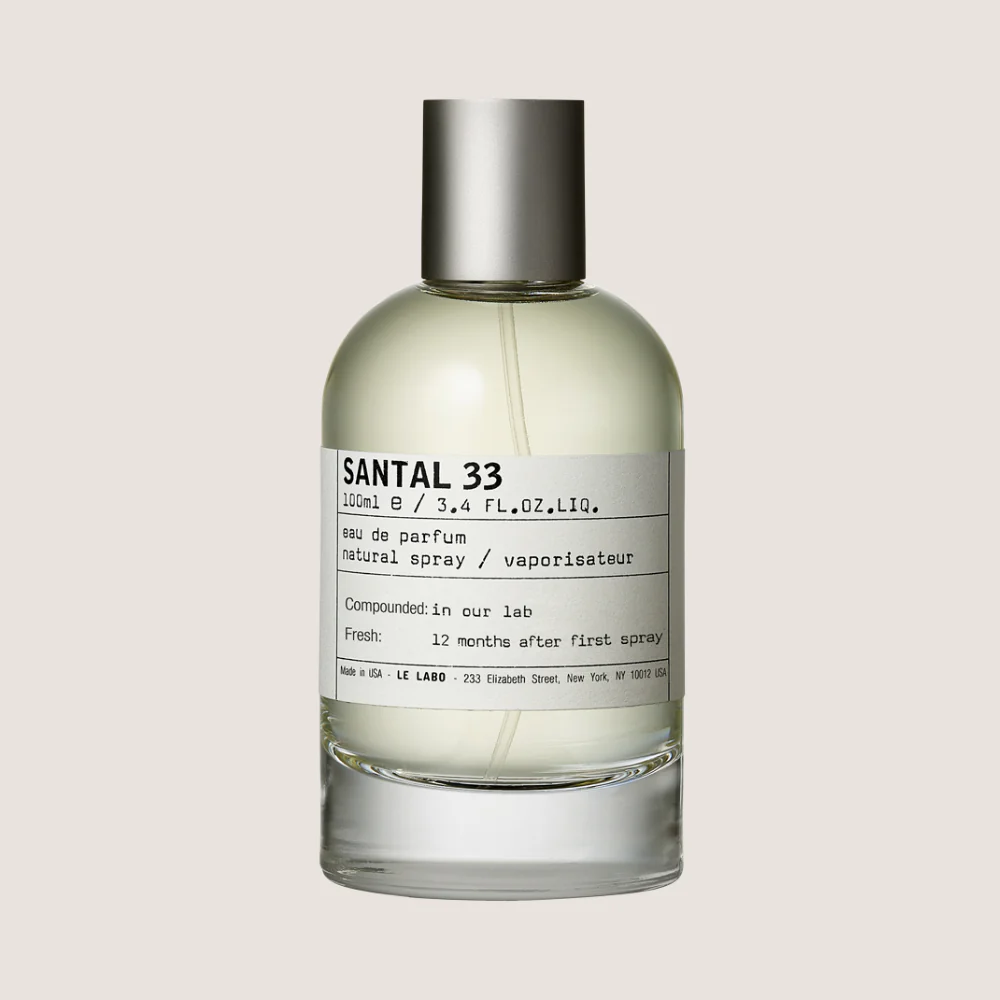 SANTAL 33
100ml e / 3.4 FL.OZ.LIQ.
eau de parfum
natural spray / vaporisateur
Compounded: in our lab
Fresh: 12 months after first spray
Made in USA - LE LABO - 233 Elizabeth Street, New York, NY 10012 USA